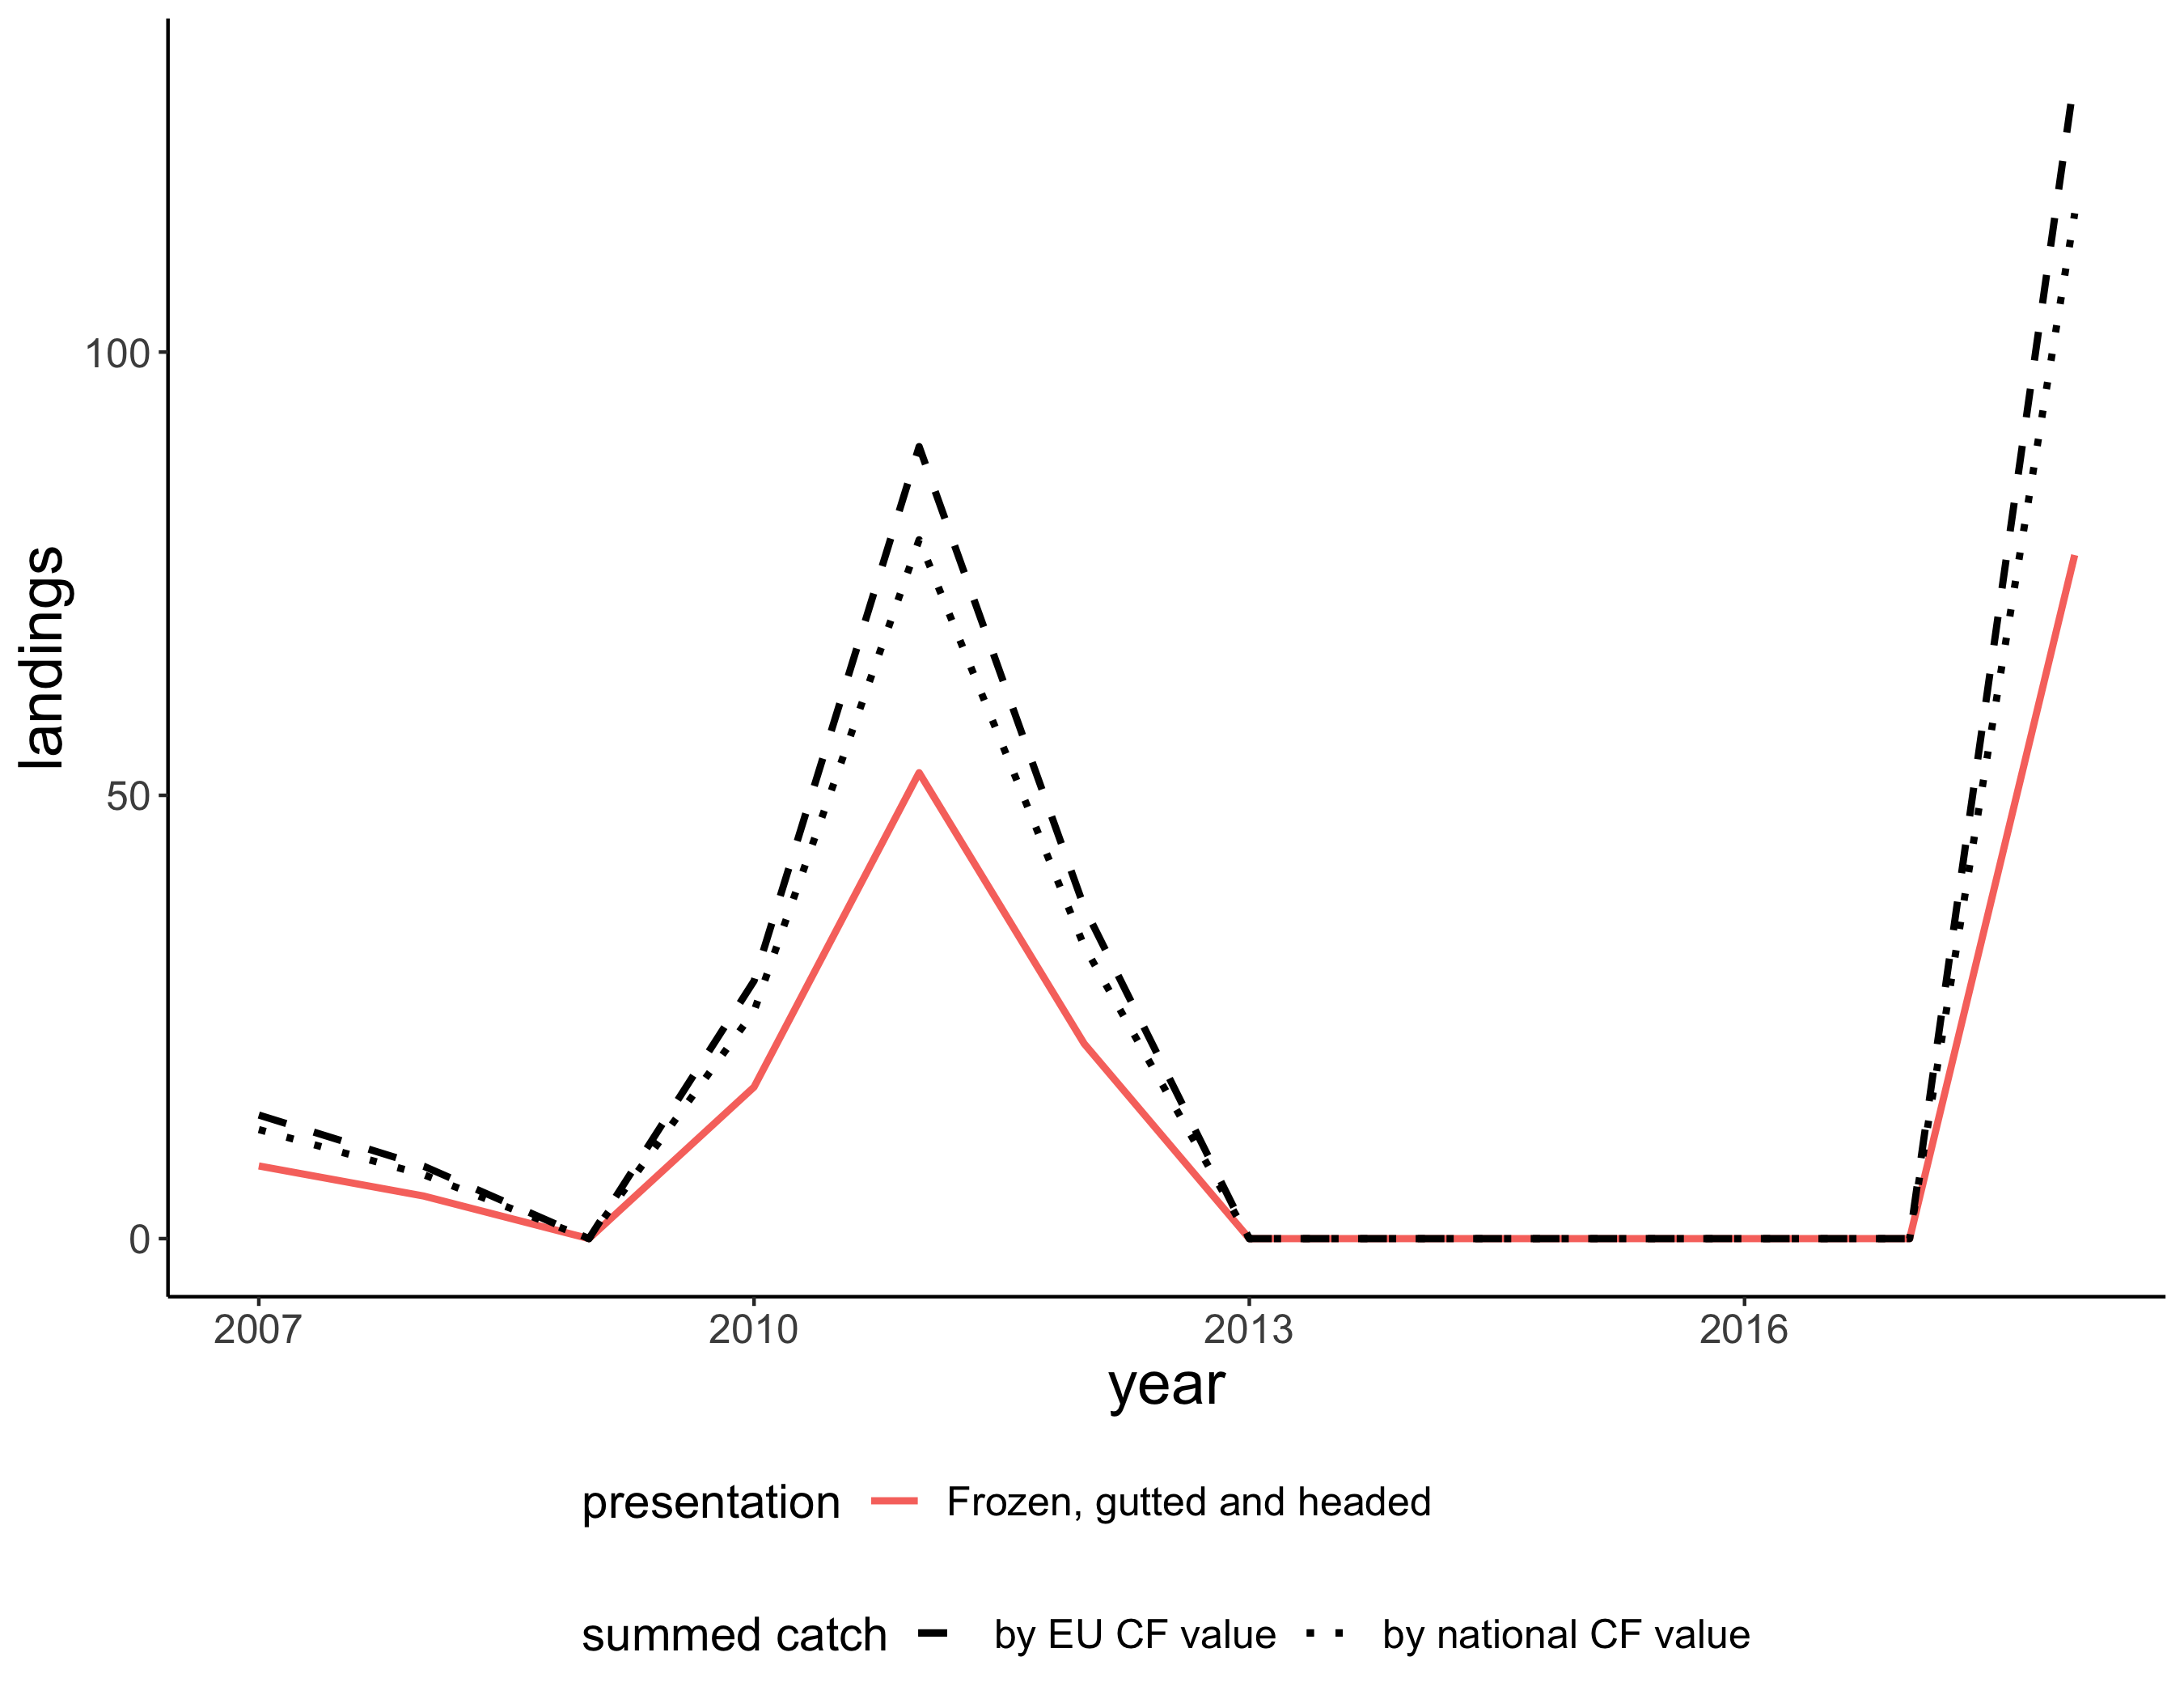 landings
100
50
0
2007 2010 2013 2016
year
presentation Frozen, gutted and headed
summed catch by EU CF value by national CF value